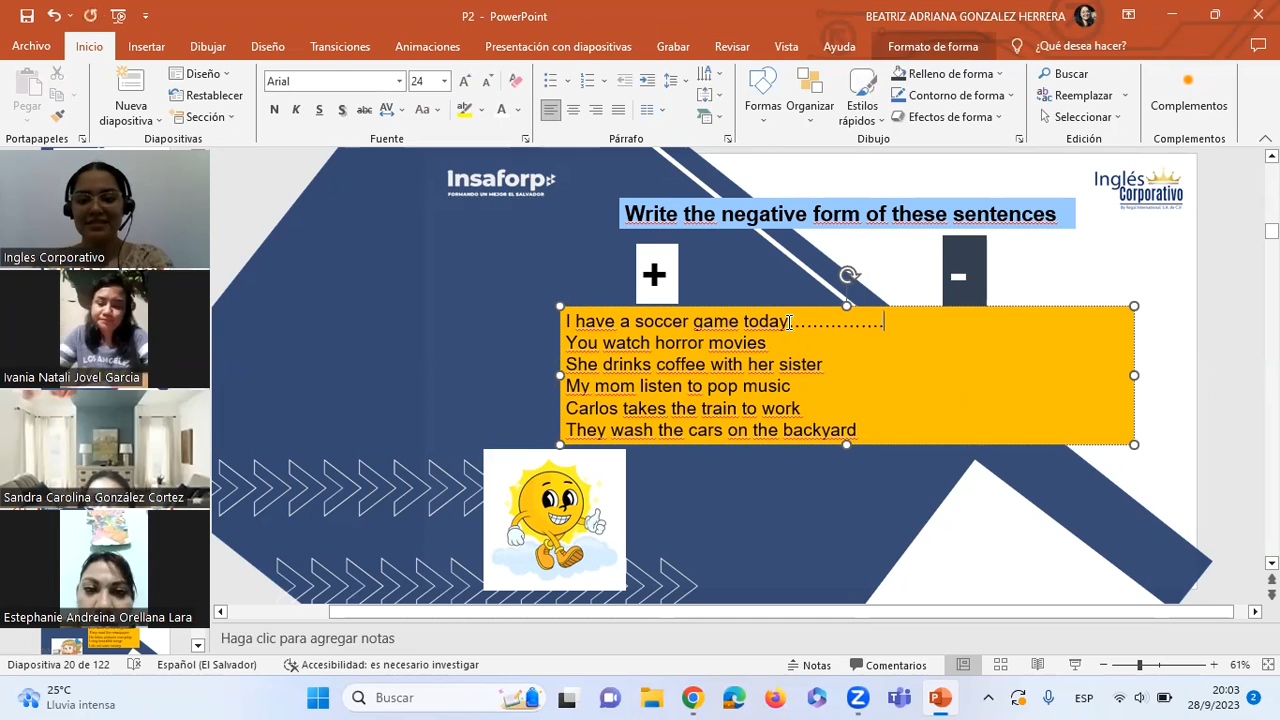 P2 - PowerPoint
BEATRIZ ADRIANA GONZALEZ HERRERA
Archivo Inicio Insertar Dibujar Diseño Transiciones Animaciones Presentación con diapositivas Grabar Revisar Vista Ayuda Formato de forma ¿Qué desea hacer?
Pegar
Nueva diapositiva
Diseño
Restablecer
Sección
Arial 24
N K S S abc AV Aa A
Formas Organizar Estilos rápidos
Relleno de forma
Contorno de forma
Efectos de forma
Buscar
Reemplazar
Seleccionar
Complementos
Portapapeles Diapositivas Fuente Párrafo Dibujo Edición Complementos
Ingles Corporativo
Ivania Natali Jovel Garcia
Sandra Carolina González Cortez
Estephanie Andreina Orellana Lara
Insaforp
FORMANDO UN MEJOR EL SALVADOR
Inglés
Corporativo
Write the negative form of these sentences
+ -
I have a soccer game today……………
You watch horror movies
She drinks coffee with her sister
My mom listen to pop music
Carlos takes the train to work
They wash the cars on the backyard
Haga clic para agregar notas
Diapositiva 20 de 122 Español (El Salvador) Accesibilidad: es necesario investigar Notas Comentarios 61%
25°C
Lluvia intensa
Buscar
ESP
20:03
28/9/2023
2